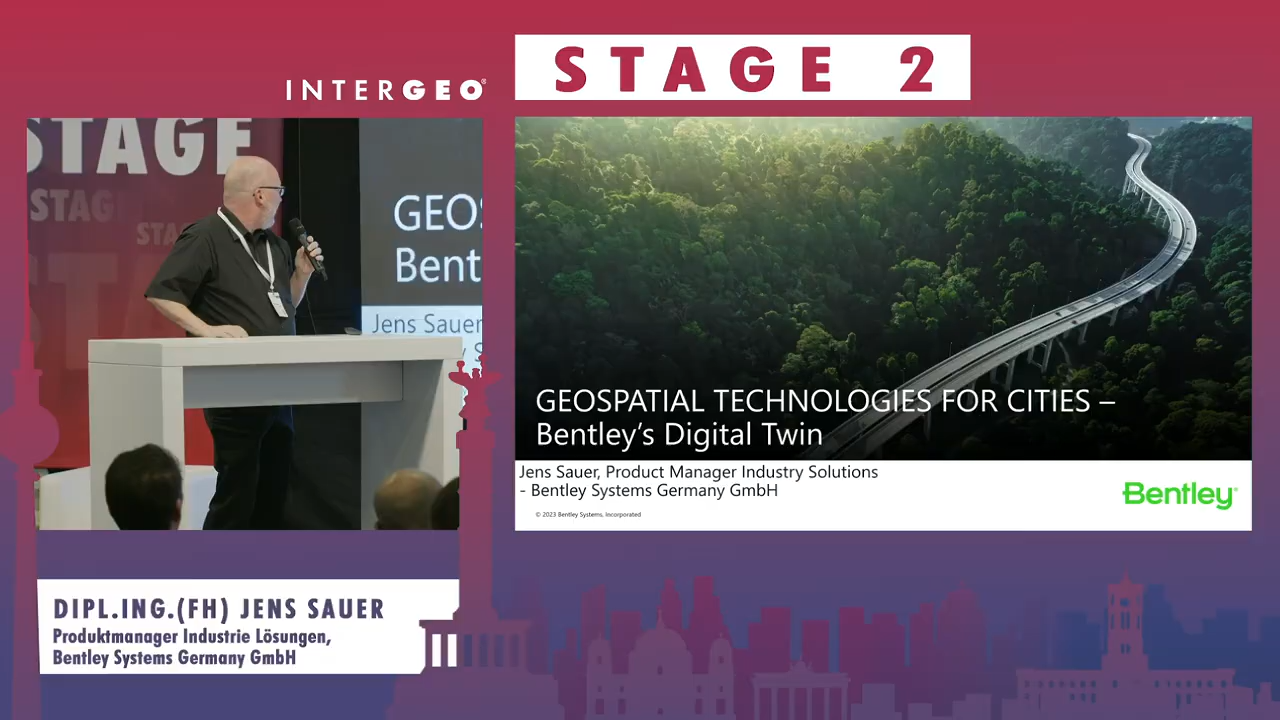 INTERGEO®
STAGE 2
STAGE
STAG
STA
GEOS
Bent
Jens Sauer
GEOSPATIAL TECHNOLOGIES FOR CITIES –
Bentley's Digital Twin
Jens Sauer, Product Manager Industry Solutions
- Bentley Systems Germany GmbH
Bentley®
© 2023 Bentley Systems, Incorporated
DIPL.ING.(FH) JENS SAUER
Produktmanager Industrie Lösungen,
Bentley Systems Germany GmbH